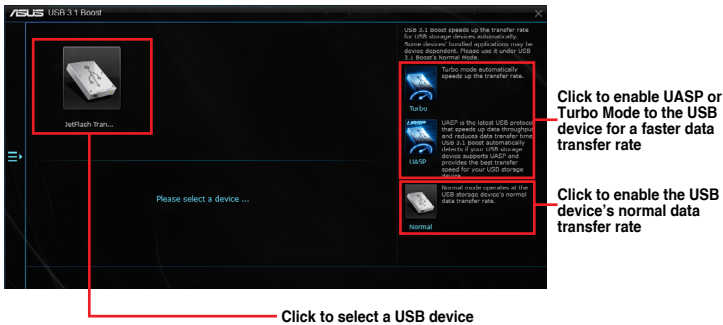 ASUS USB 3.1 Boost
USB 3.1 Boost speeds up the transfer rate
for USB storage devices automatically.
Some devices' bundled applications may be
device dependent. Please use it under USB
3.1 Boost's Normal Mode.
Turbo mode automatically
speeds up the transfer rate.
Turbo
JetFlash Tran...
UASP is the latest USB protocol
that speeds up data throughput
and reduces data transfer time.
USB 3.1 Boost automatically
detects if your USB storage
device supports UASP and
provides the best transfer
speed for your USB storage
device.
UASP
UASP
Please select a device ...
Normal mode operates at the
USB storage device's normal
data transfer rate.
Normal
Click to enable UASP or
Turbo Mode to the USB
device for a faster data
transfer rate
Click to enable the USB
device's normal data
transfer rate
Click to select a USB device